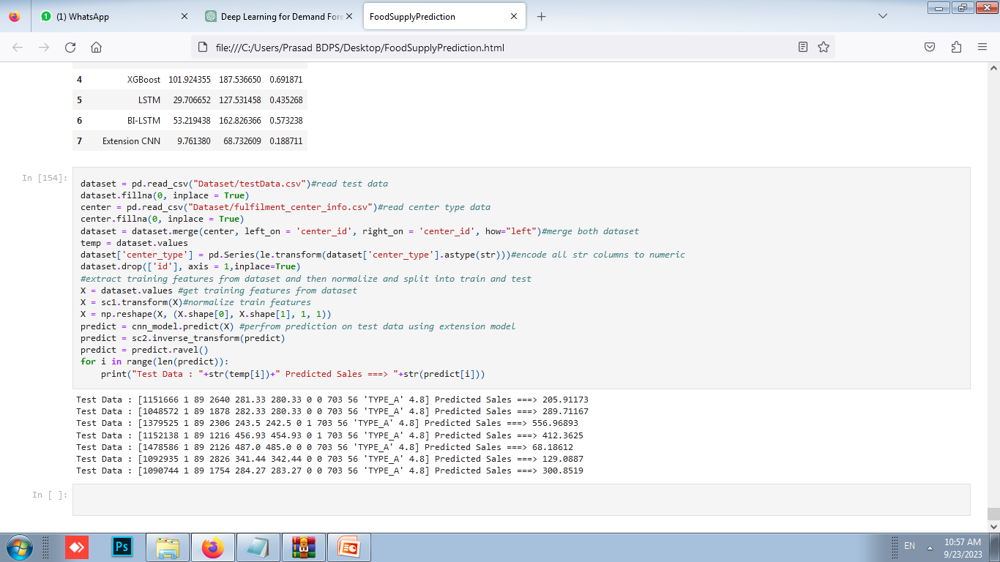 (1) WhatsApp
Deep Learning for Demand Fore
FoodSupplyPrediction
file:///C:/Users/Prasad BDPS/Desktop/FoodSupplyPrediction.html
4 XGBoost 101.924355 187.536650 0.691871
5 LSTM 29.706652 127.531458 0.435268
6 BI-LSTM 53.219438 162.826366 0.573238
7 Extension CNN 9.761380 68.732609 0.188711
In [154]:
dataset = pd.read_csv("Dataset/testData.csv")#read test data
dataset.fillna(0, inplace = True)
center = pd.read_csv("Dataset/fulfilment_center_info.csv")#read center type data
center.fillna(0, inplace = True)
dataset = dataset.merge(center, left_on = 'center_id', right_on = 'center_id', how="left")#merge both dataset
temp = dataset.values
dataset['center_type'] = pd.Series(le.transform(dataset['center_type'].astype(str)))#encode all str columns to numeric
dataset.drop(['id'], axis = 1,inplace=True)
#extract training features from dataset and then normalize and split into train and test
X = dataset.values #get training features from dataset
X = sc1.transform(X)#normalize train features
X = np.reshape(X, (X.shape[0], X.shape[1], 1, 1))
predict = cnn_model.predict(X) #perfrom prediction on test data using extension model
predict = sc2.inverse_transform(predict)
predict = predict.ravel()
for i in range(len(predict)):
    print("Test Data : "+str(temp[i])+" Predicted Sales ===> "+str(predict[i]))
Test Data : [1151666 1 89 2640 281.33 280.33 0 0 703 56 'TYPE_A' 4.8] Predicted Sales ===> 205.91173
Test Data : [1048572 1 89 1878 282.33 280.33 0 0 703 56 'TYPE_A' 4.8] Predicted Sales ===> 289.71167
Test Data : [1379525 1 89 2306 243.5 242.5 0 1 703 56 'TYPE_A' 4.8] Predicted Sales ===> 556.96893
Test Data : [1152138 1 89 1216 456.93 454.93 0 1 703 56 'TYPE_A' 4.8] Predicted Sales ===> 412.3625
Test Data : [1478586 1 89 2126 487.0 485.0 0 0 703 56 'TYPE_A' 4.8] Predicted Sales ===> 68.18612
Test Data : [1092935 1 89 2826 341.44 342.44 0 0 703 56 'TYPE_A' 4.8] Predicted Sales ===> 129.0887
Test Data : [1090744 1 89 1754 284.27 283.27 0 0 703 56 'TYPE_A' 4.8] Predicted Sales ===> 300.8519
In [ ]:
Ps
EN
10:57 AM
9/23/2023